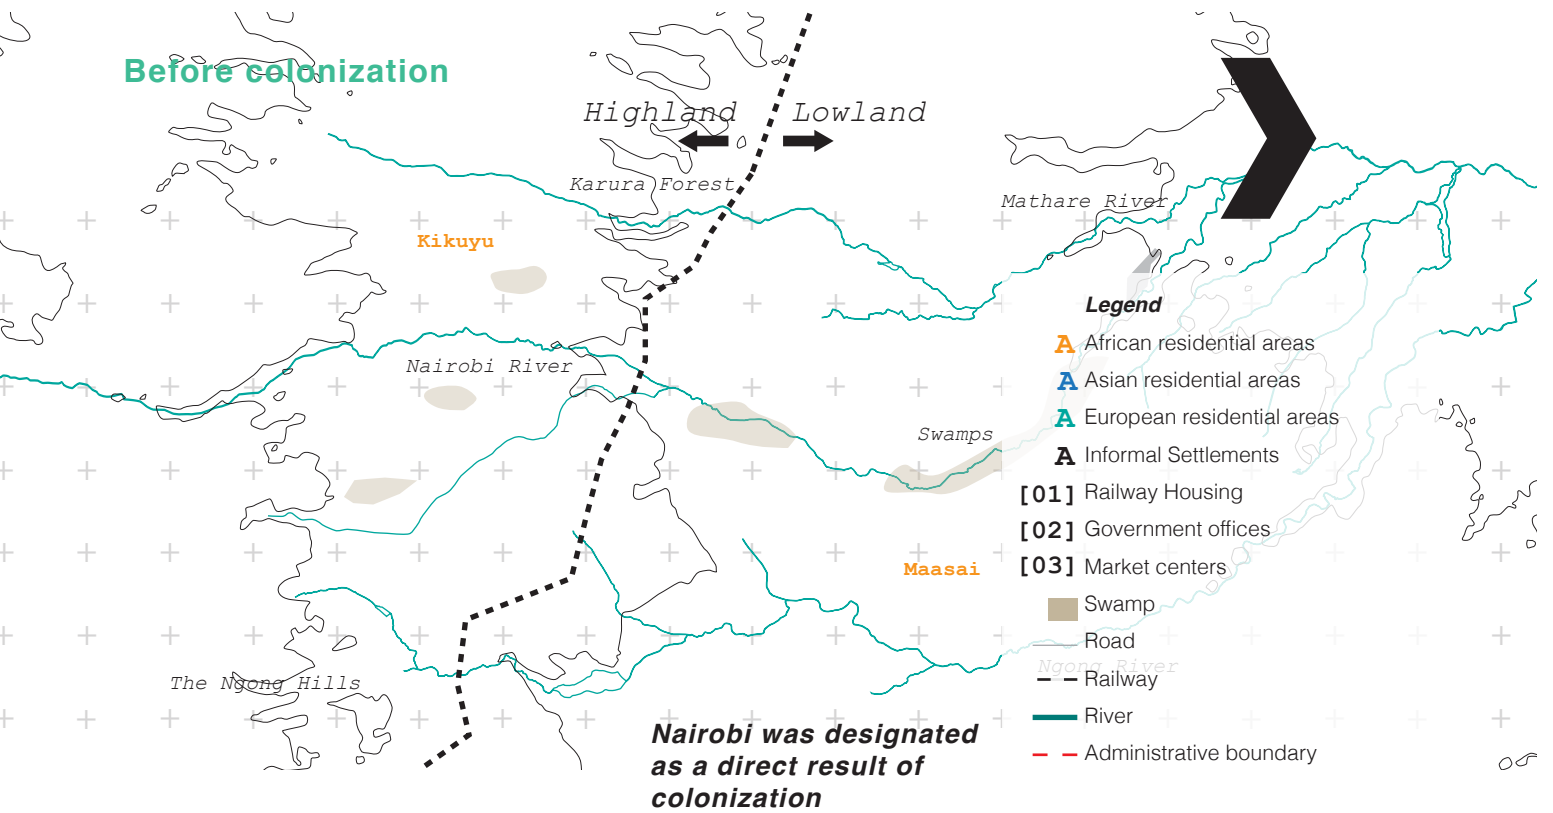 Before colonization
Highland
Lowland
Karura Forest
Mathare River
Kikuyu
Nairobi River
Swamps
Maasai
The Ngong Hills
Ngong River
Nairobi was designated
as a direct result of
colonization
Legend
A African residential areas
A Asian residential areas
A European residential areas
A Informal Settlements
[01] Railway Housing
[02] Government offices
[03] Market centers
Swamp
Road
Railway
River
Administrative boundary